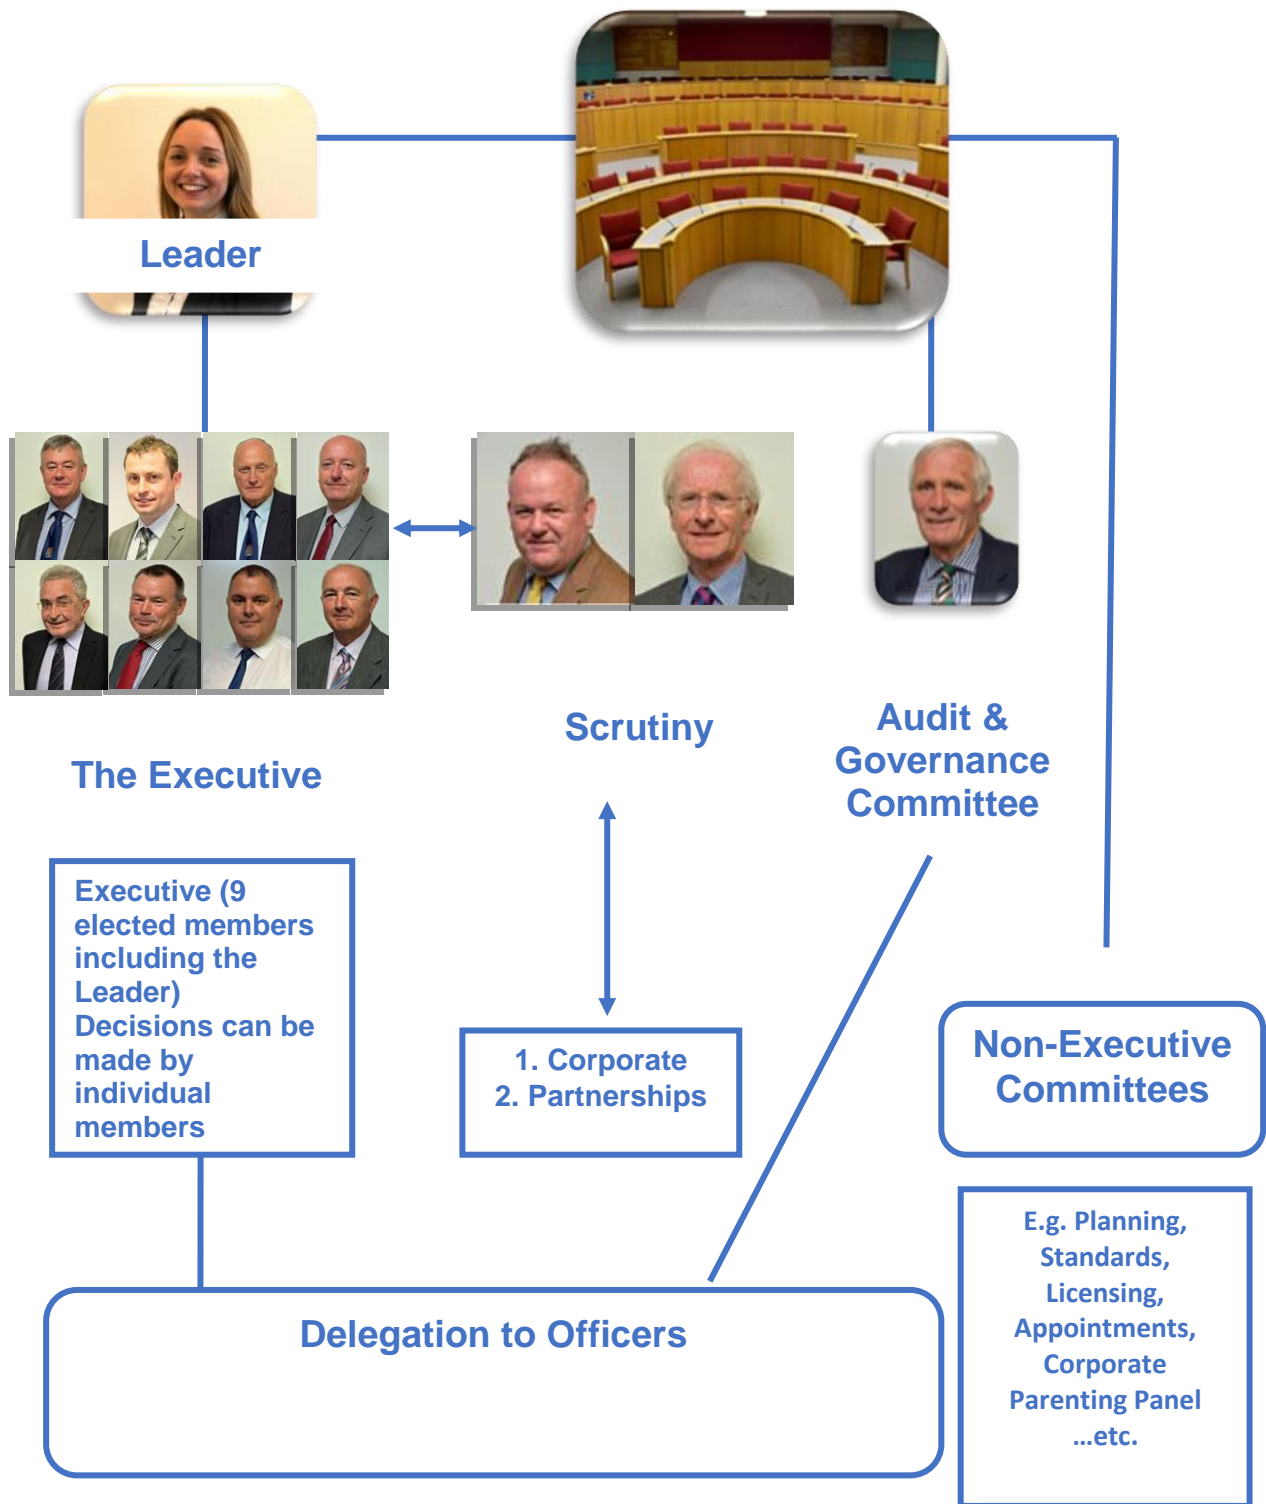 Leader
Scrutiny
Audit &
Governance
Committee
The Executive
Executive (9
elected members
including the
Leader)
Decisions can be
made by
individual
members
1. Corporate
2. Partnerships
Non-Executive
Committees
E.g. Planning,
Standards,
Licensing,
Appointments,
Corporate
Parenting Panel
...etc.
Delegation to Officers